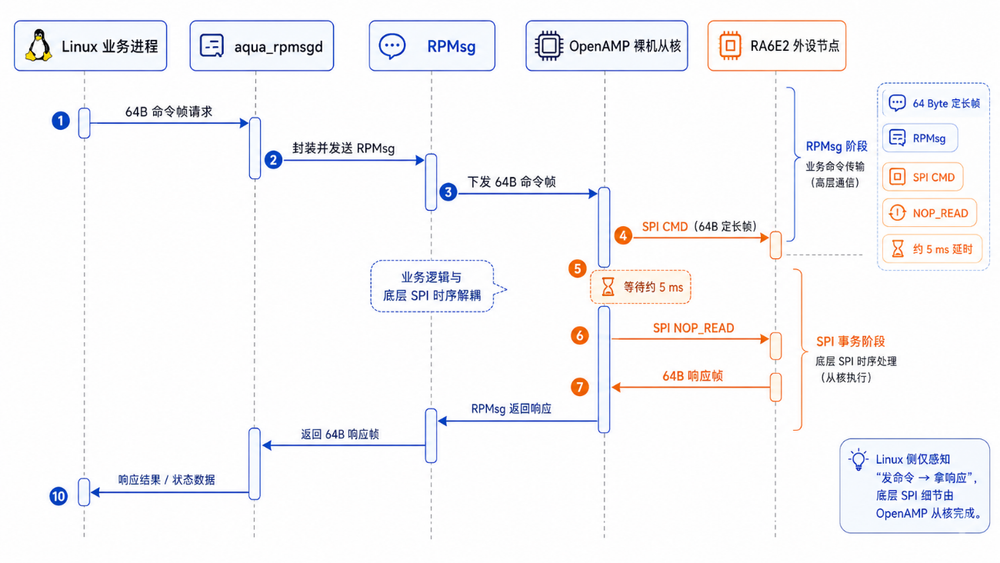 Linux 业务进程
aqua_rpmsgd
RPMsg
OpenAMP 裸机从核
RA6E2 外设节点
1
64B 命令帧请求
2
封装并发送 RPMsg
3
下发 64B 命令帧
4
SPI CMD（64B 定长帧）
RPMsg 阶段
业务命令传输
（高层通信）
64 Byte 定长帧
RPMsg
SPI CMD
NOP_READ
约 5 ms 延时
业务逻辑与
底层 SPI 时序解耦
5
等待约 5 ms
6
SPI NOP_READ
7
64B 响应帧
SPI 事务阶段
底层 SPI 时序处理
（从核执行）
RPMsg 返回响应
返回 64B 响应帧
10
响应结果 / 状态数据
Linux 侧仅感知
“发命令 → 拿响应”，
底层 SPI 细节由
OpenAMP 从核完成。